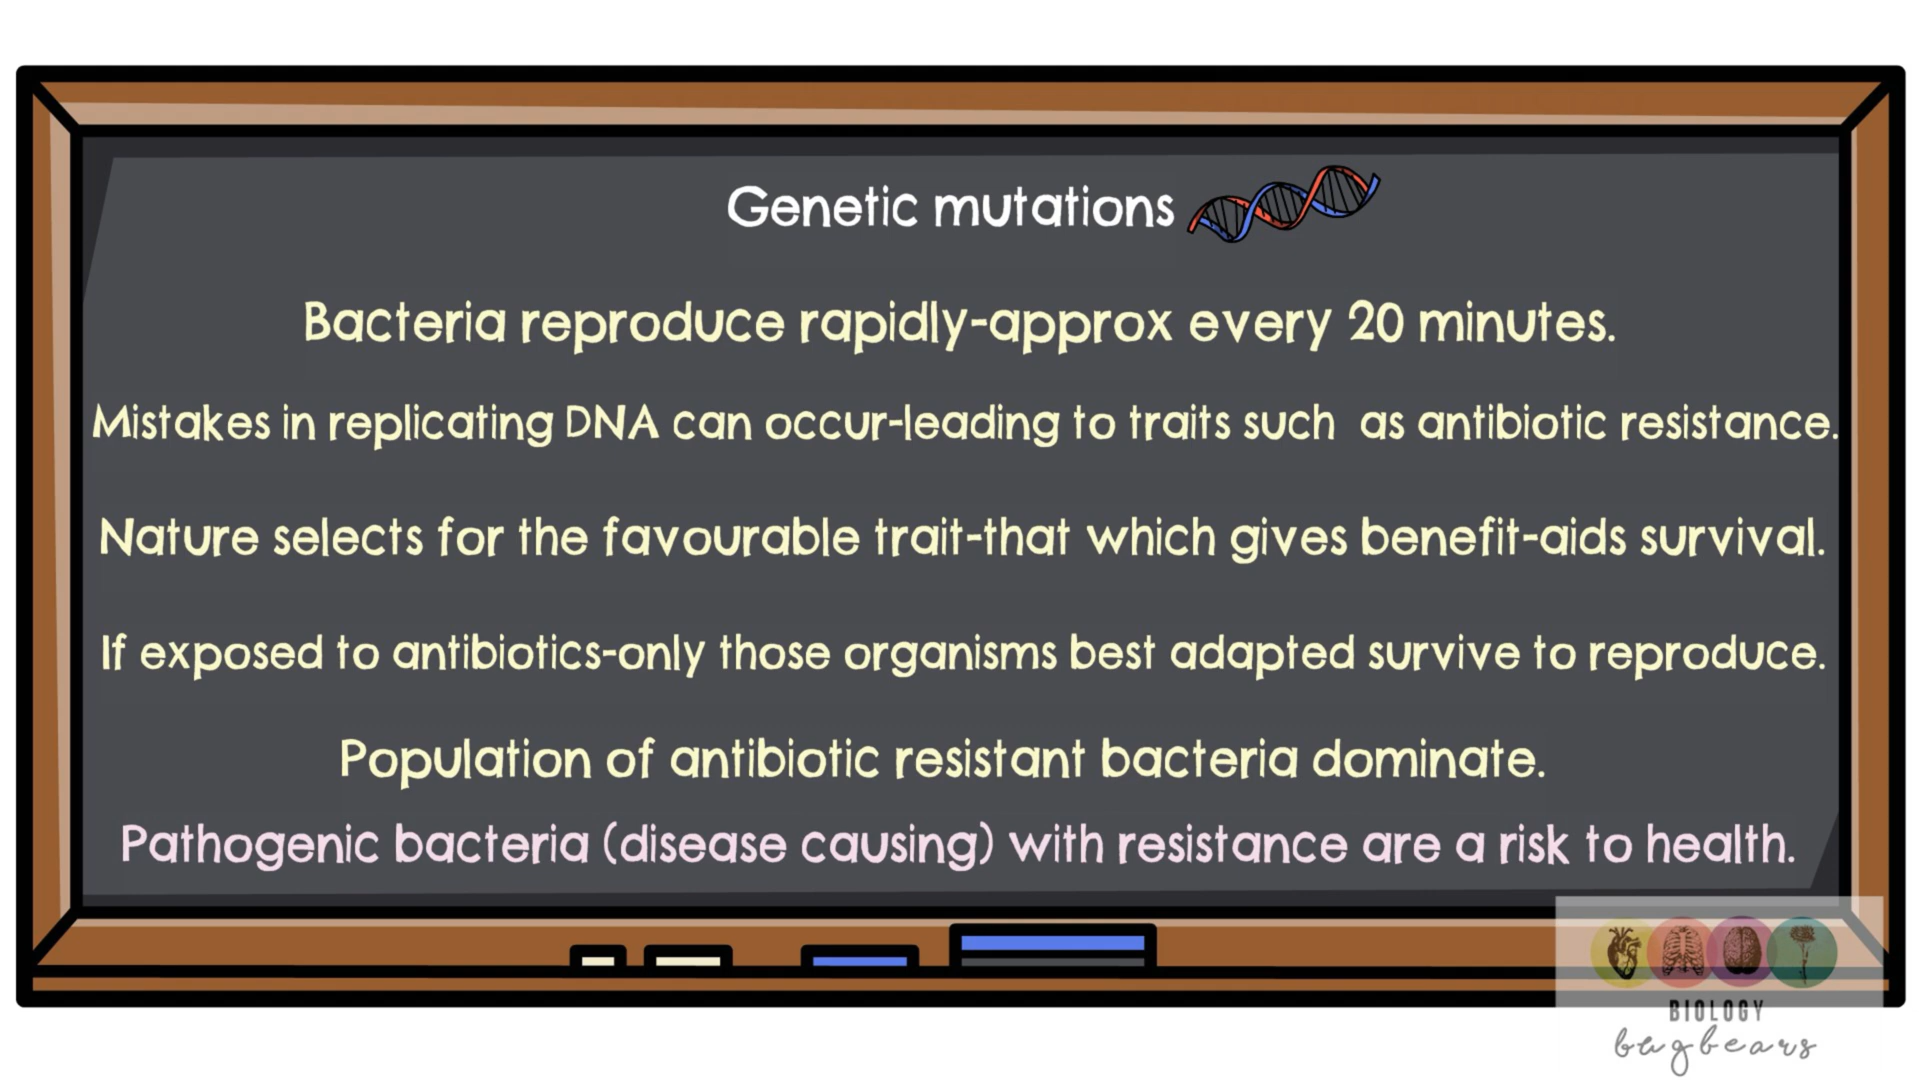 Genetic mutations
Bacteria reproduce rapidly-approx every 20 minutes.
Mistakes in replicating DNA can occur-leading to traits such as antibiotic resistance.
Nature selects for the favourable trait-that which gives benefit-aids survival.
If exposed to antibiotics-only those organisms best adapted survive to reproduce.
Population of antibiotic resistant bacteria dominate.
Pathogenic bacteria (disease causing) with resistance are a risk to health.
BIOLOGY
bugbears